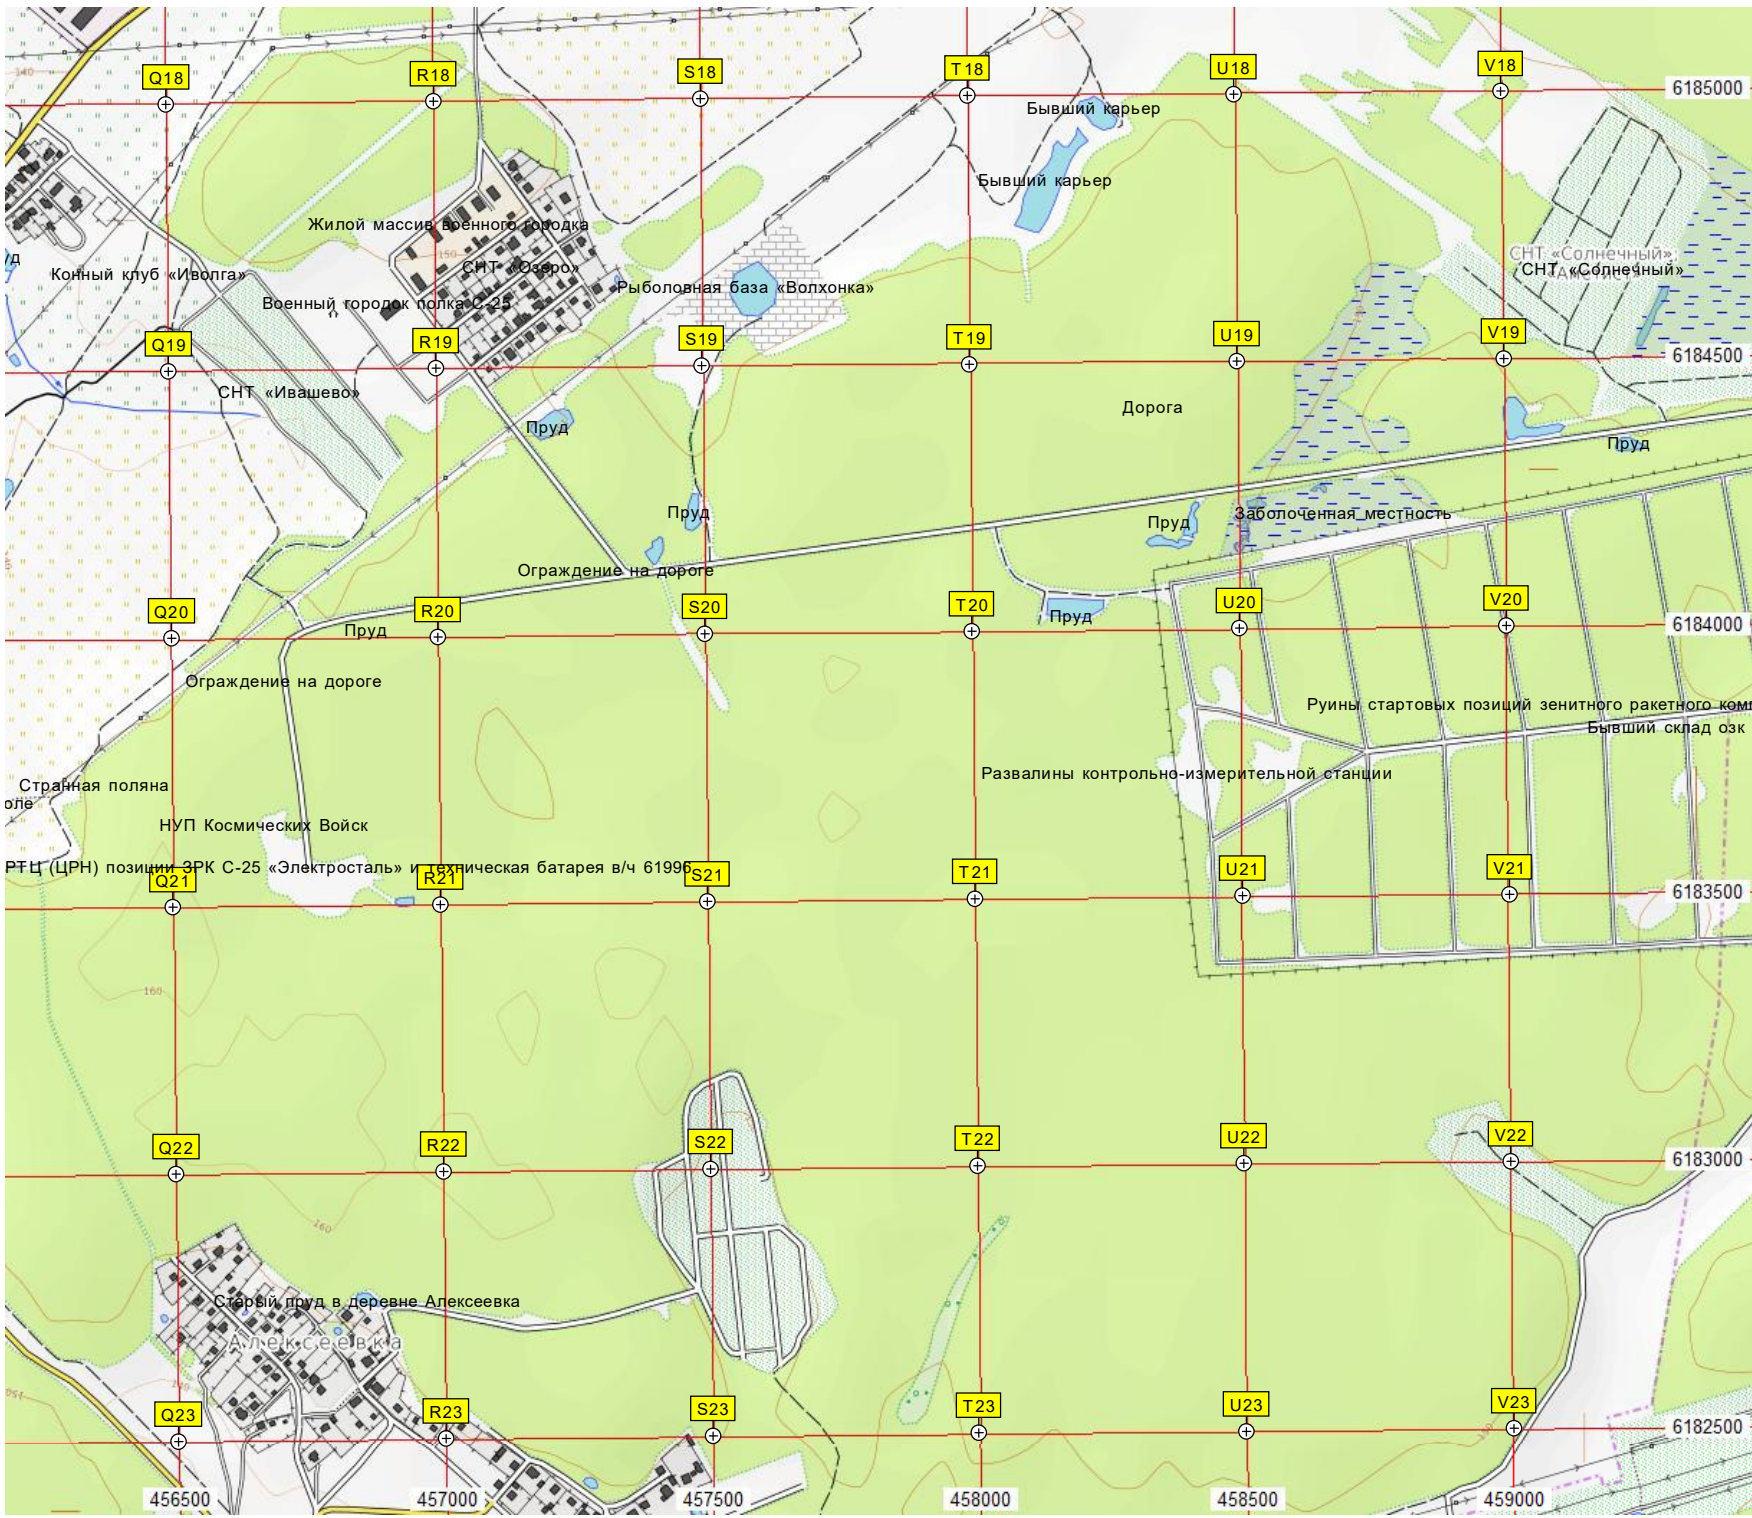 Q18
R18
S18
T18
U18
V18
6185000
140
Бывший карьер
Бывший карьер
Жилой массив военного городка
150
СНТ «Озеро»
Конный клуб «Иволга»
Военный городок полка С-25
Рыболовная база «Волхонка»
СНТ «Солнечный»;
СНТ «Солнечный»
Q19
R19
S19
T19
U19
V19
6184500
СНТ «Ивашево»
Дорога
Пруд
Пруд
Пруд
Пруд
Заболоченная местность
Ограждение на дороге
Q20
R20
S20
T20
U20
V20
6184000
Пруд
Пруд
Ограждение на дороге
Руины стартовых позиций зенитного ракетного
Бывший склад озк
Странная поляна
Развалины контрольно-измерительной станции
НУП Космических Войск
РТЦ (ЦРН) позиции ЗРК С-25 «Электросталь» и техническая батарея в/ч 61996
Q21
R21
S21
T21
U21
V21
6183500
160
Q22
R22
S22
T22
U22
V22
6183000
160
Старый пруд в деревне Алексеевка
Алексеевка
Q23
R23
S23
T23
U23
V23
6182500
456500
457000
457500
458000
458500
459000